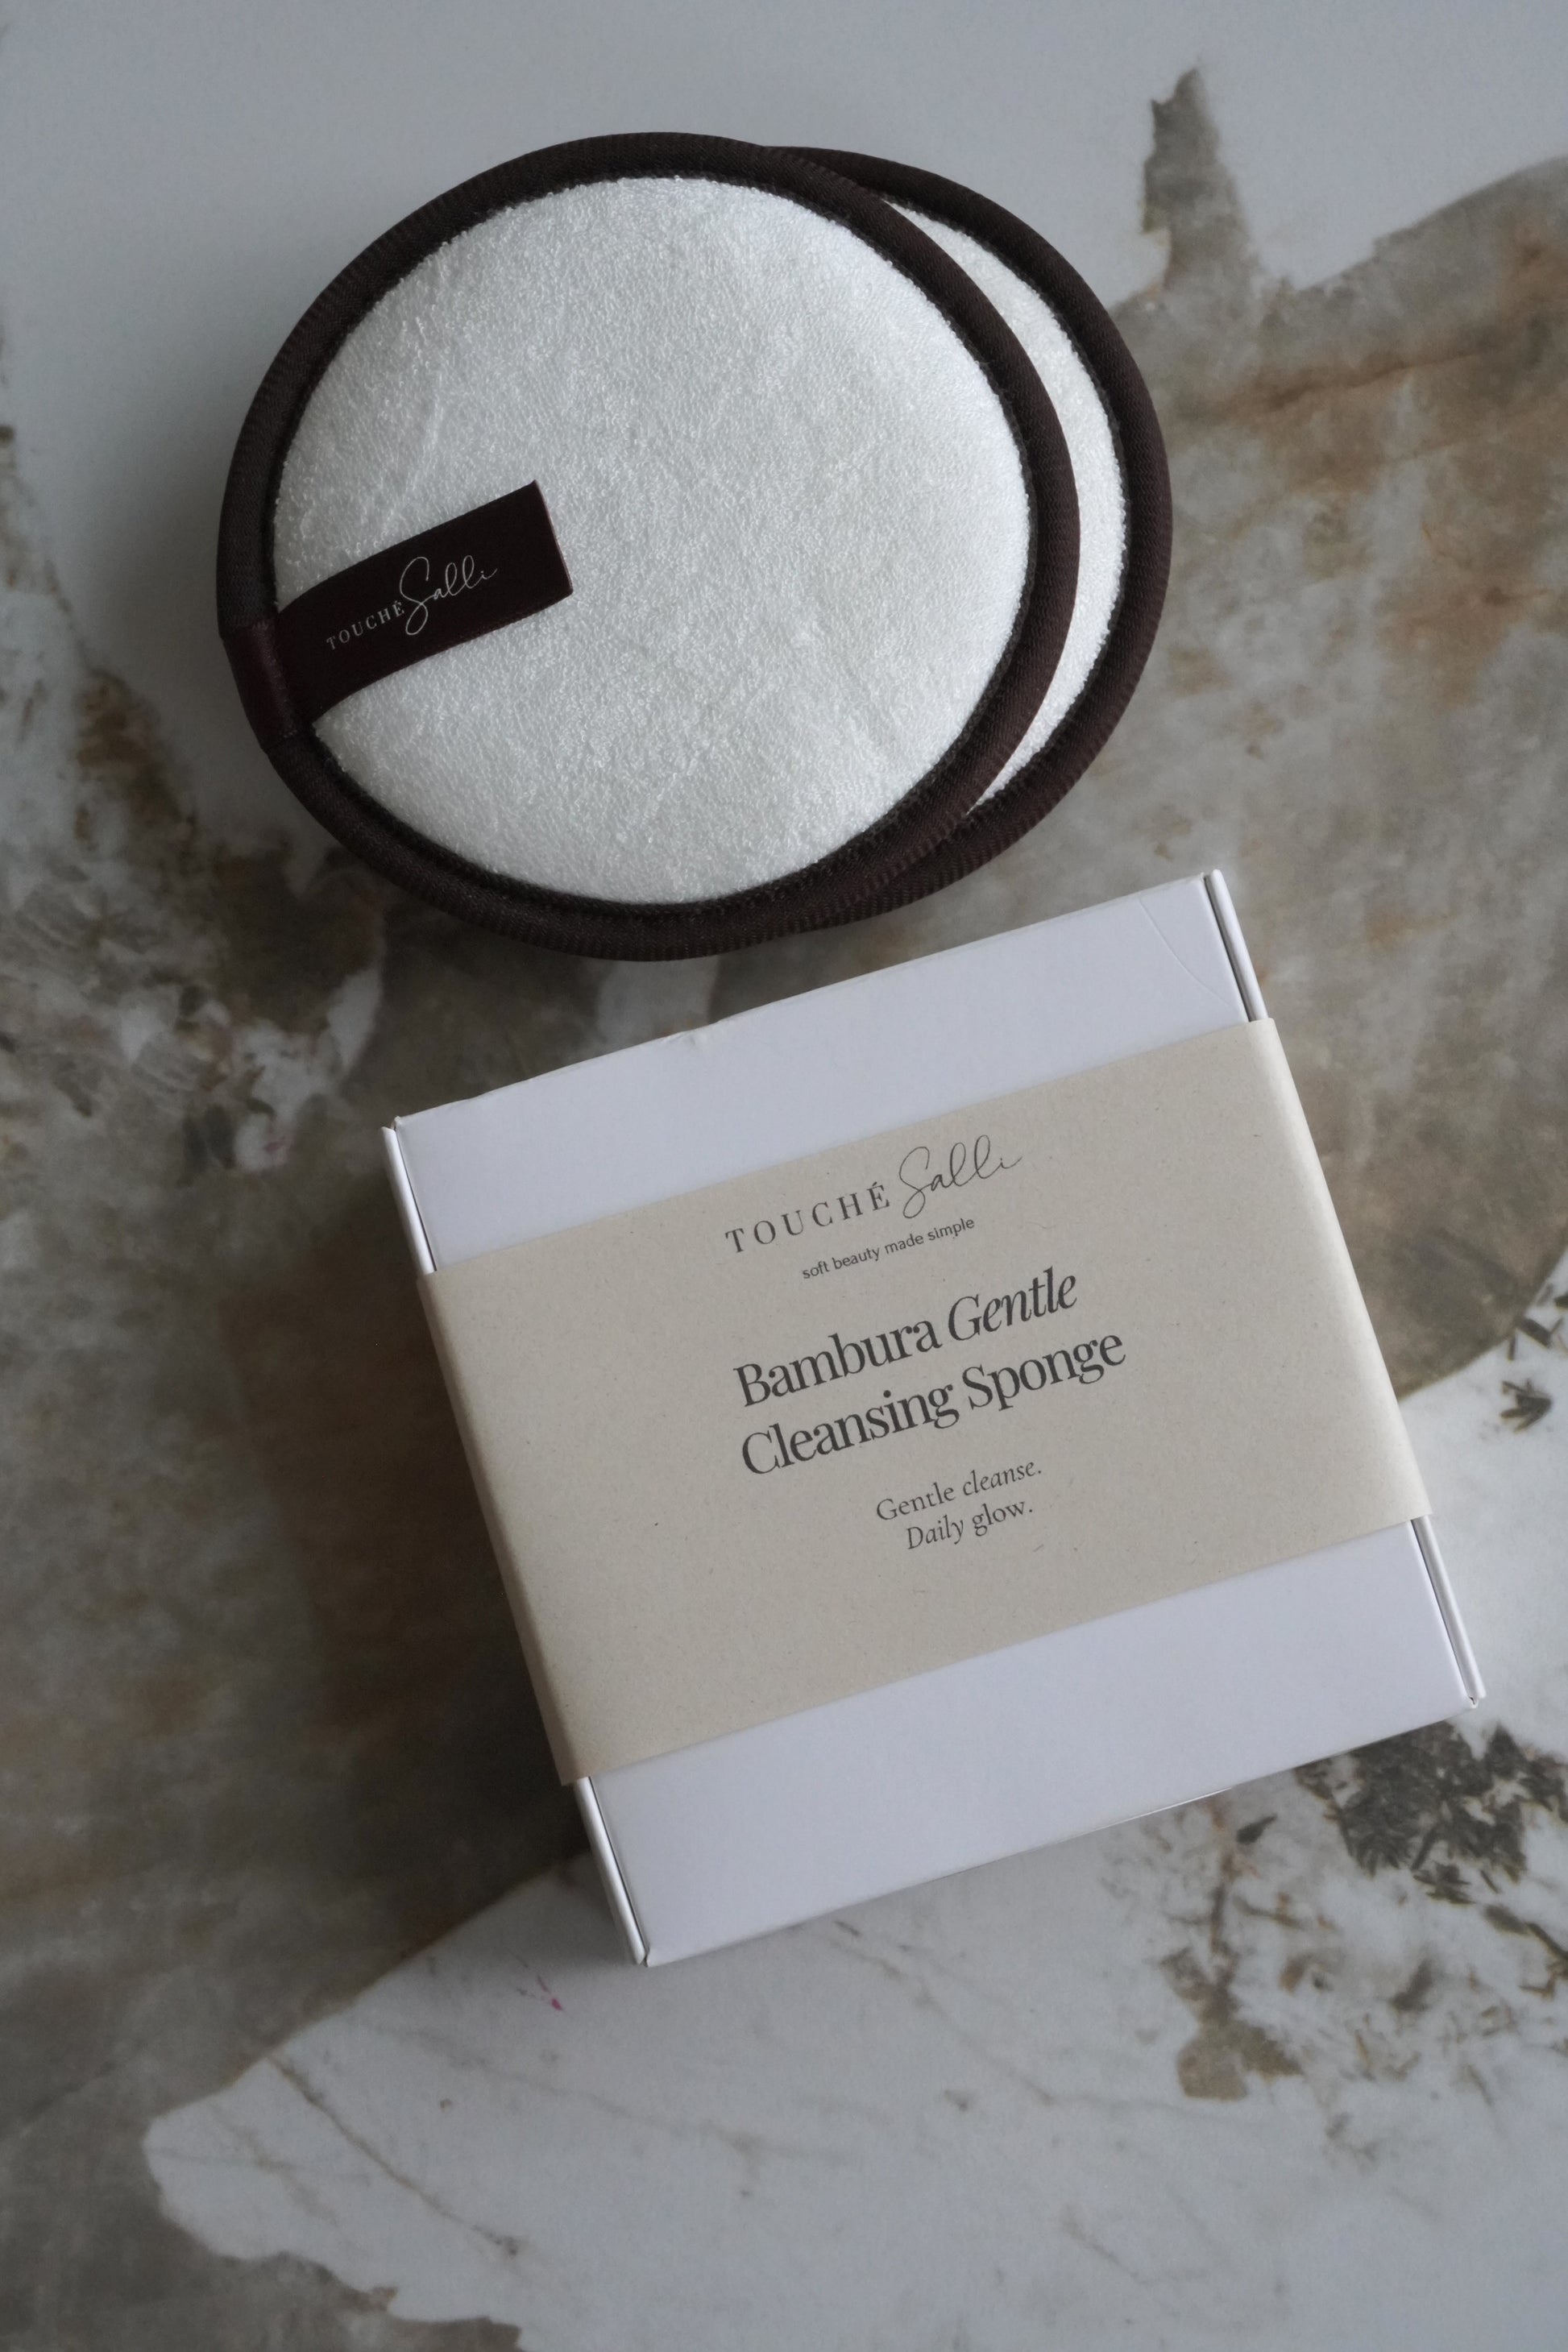 TOUCHÉ Salli
TOUCHÉ Salli
soft beauty made simple
Bambura Gentle
Cleansing Sponge
Gentle cleanse.
Daily glow.